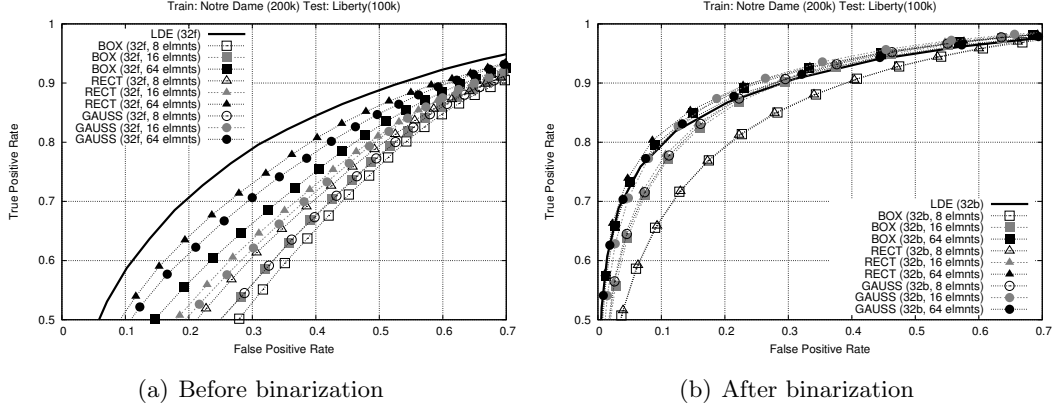 Train: Notre Dame (200k) Test: Liberty(100k)
1
0.9
0.8
0.7
0.6
0.5
0
0.1
0.2
0.3
0.4
0.5
0.6
0.7
True Positive Rate
False Positive Rate
LDE (32f)
BOX (32f, 8 elmnts)
BOX (32f, 16 elmnts)
BOX (32f, 64 elmnts)
RECT (32f, 8 elmnts)
RECT (32f, 16 elmnts)
RECT (32f, 64 elmnts)
GAUSS (32f, 8 elmnts)
GAUSS (32f, 16 elmnts)
GAUSS (32f, 64 elmnts)
(a) Before binarization
Train: Notre Dame (200k) Test: Liberty(100k)
1
0.9
0.8
0.7
0.6
0.5
0
0.1
0.2
0.3
0.4
0.5
0.6
0.7
True Positive Rate
False Positive Rate
LDE (32b)
BOX (32b, 8 elmnts)
BOX (32b, 16 elmnts)
BOX (32b, 64 elmnts)
RECT (32b, 8 elmnts)
RECT (32b, 16 elmnts)
RECT (32b, 64 elmnts)
GAUSS (32b, 8 elmnts)
GAUSS (32b, 16 elmnts)
GAUSS (32b, 64 elmnts)
(b) After binarization